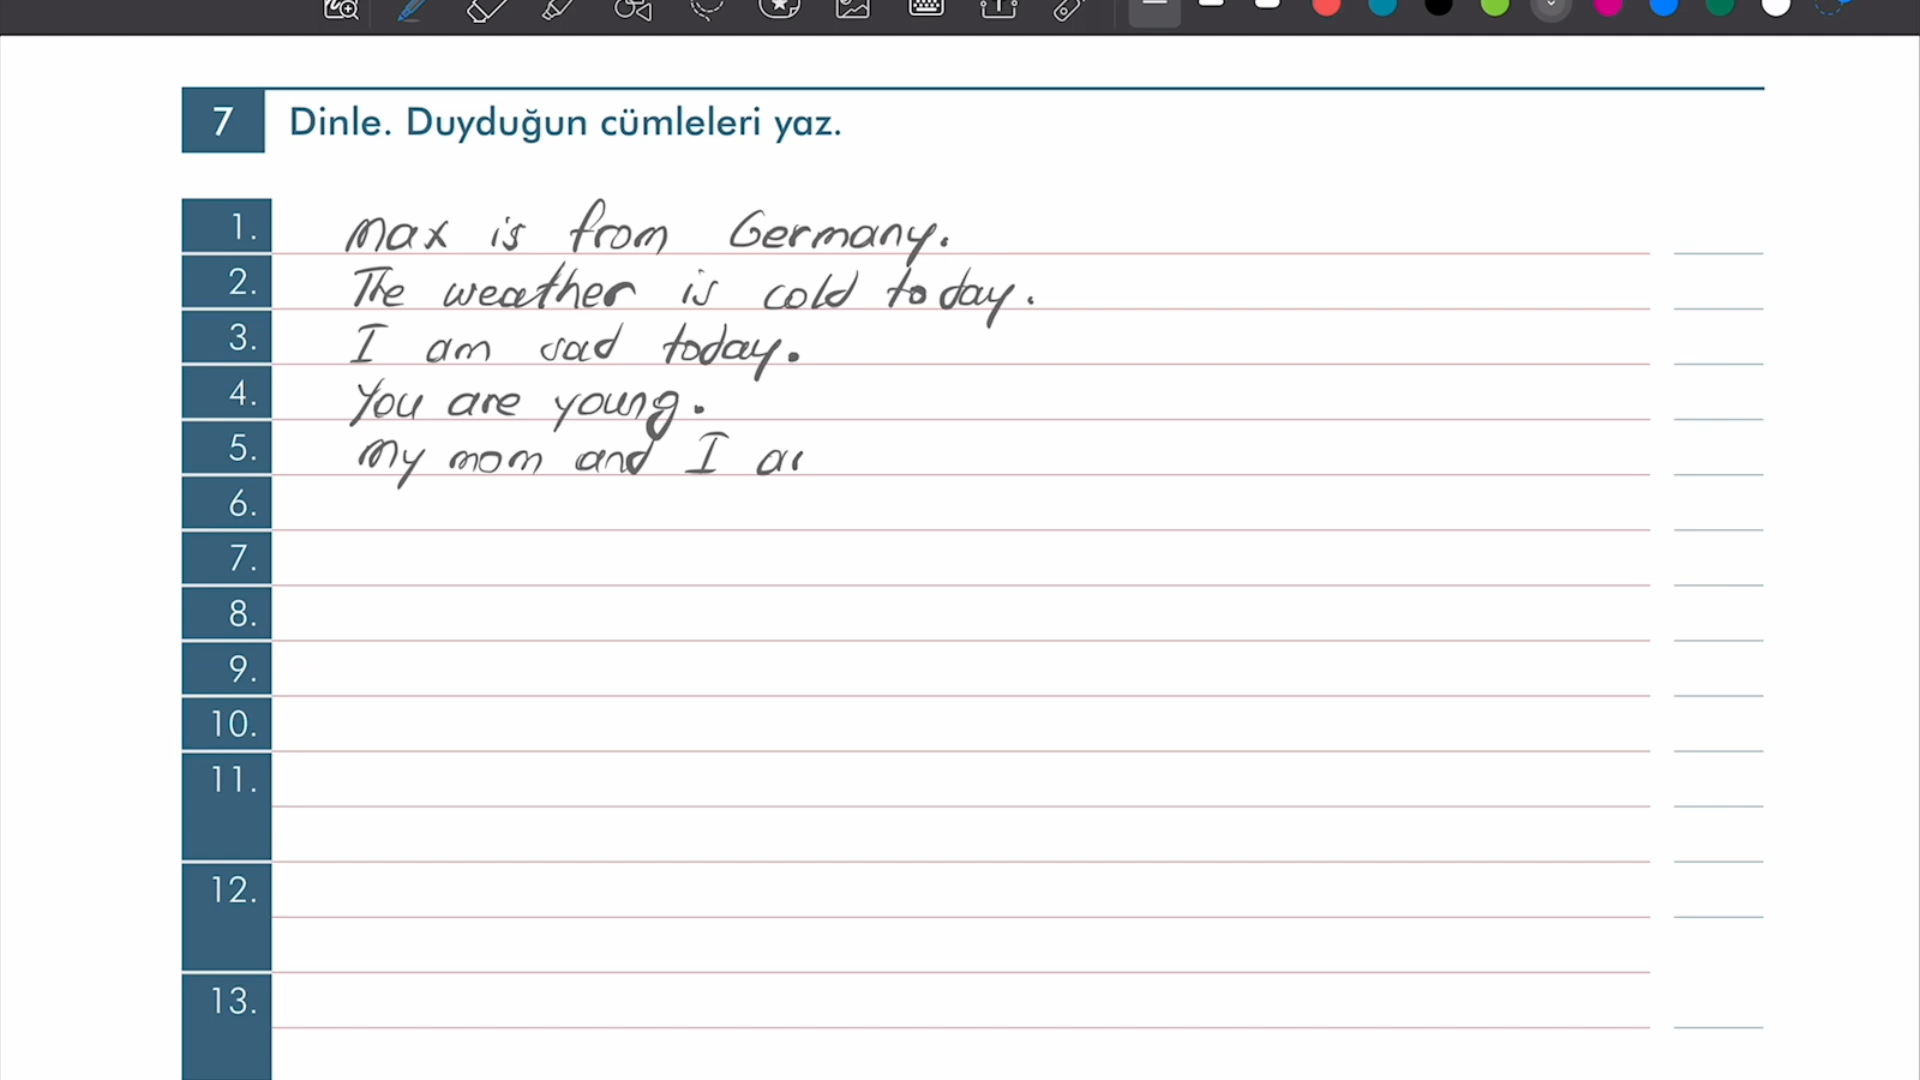 7 Dinle. Duyduğun cümleleri yaz.
1. Max is from Germany.
2. The weather is cold today.
3. I am sad today.
4. You are young.
5. My mom and I
6.
7.
8.
9.
10.
11.
12.
13.